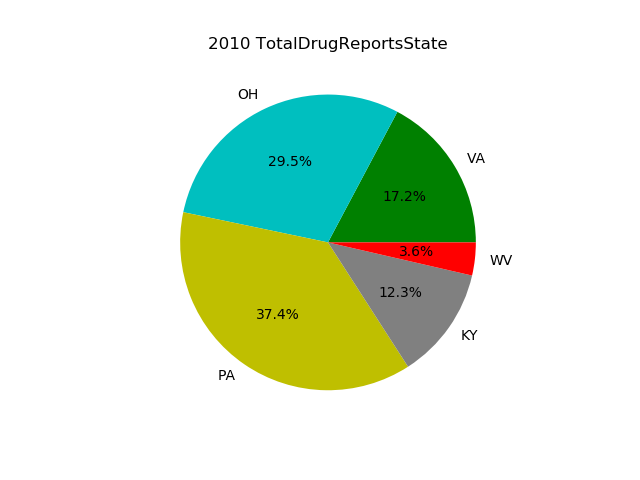 2010 TotalDrugReportsState
OH
VA
29.5%
17.2%
3.6%
WV
12.3%
37.4%
KY
PA